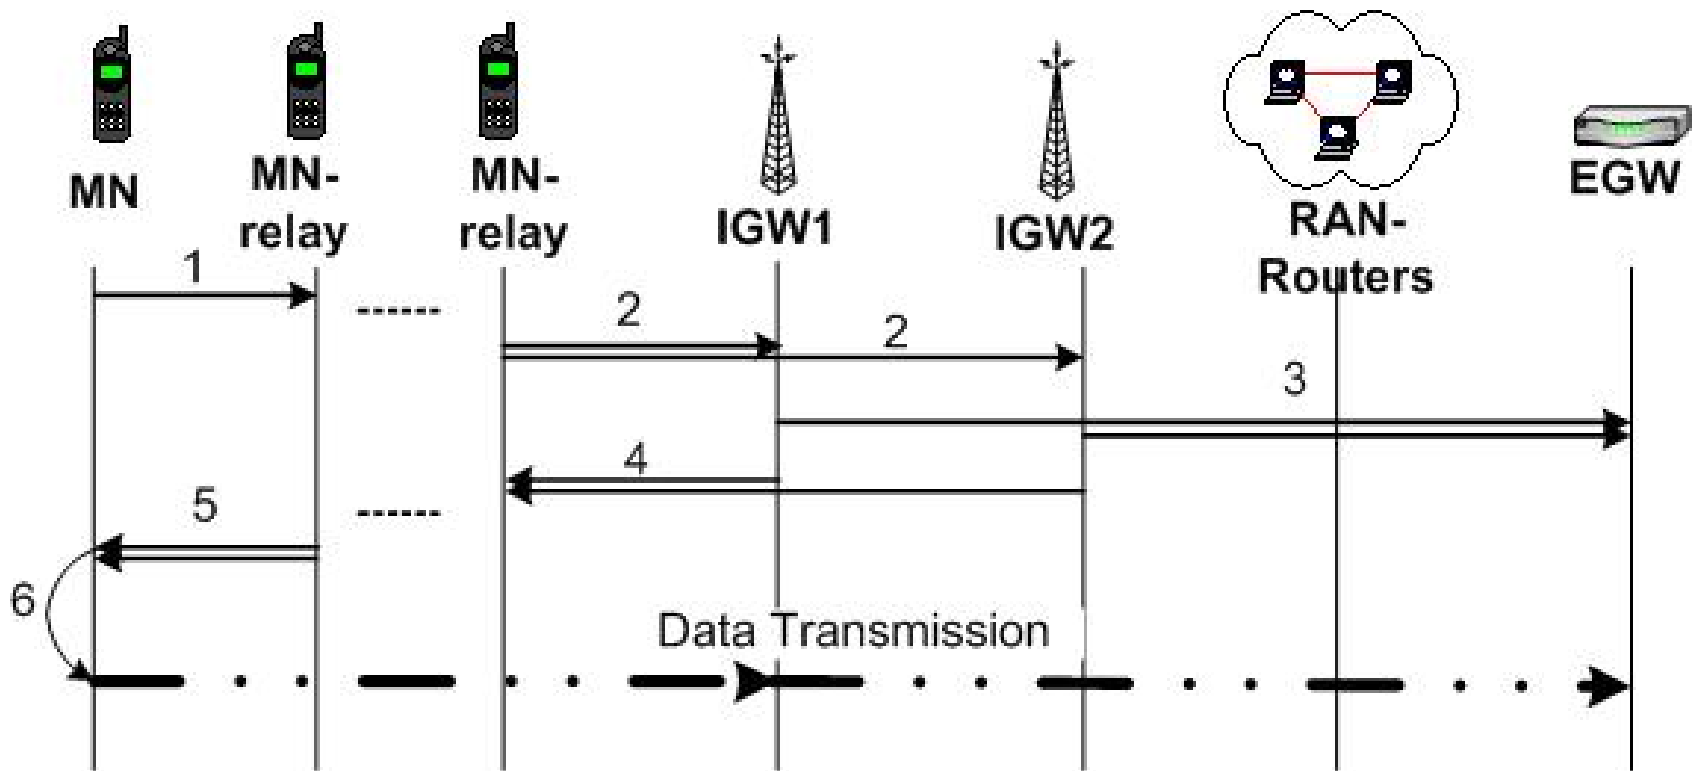 MN
MN-
relay
MN-
relay
IGW1
IGW2
RAN-
Routers
EGW
1
2
2
3
4
5
6
Data Transmission